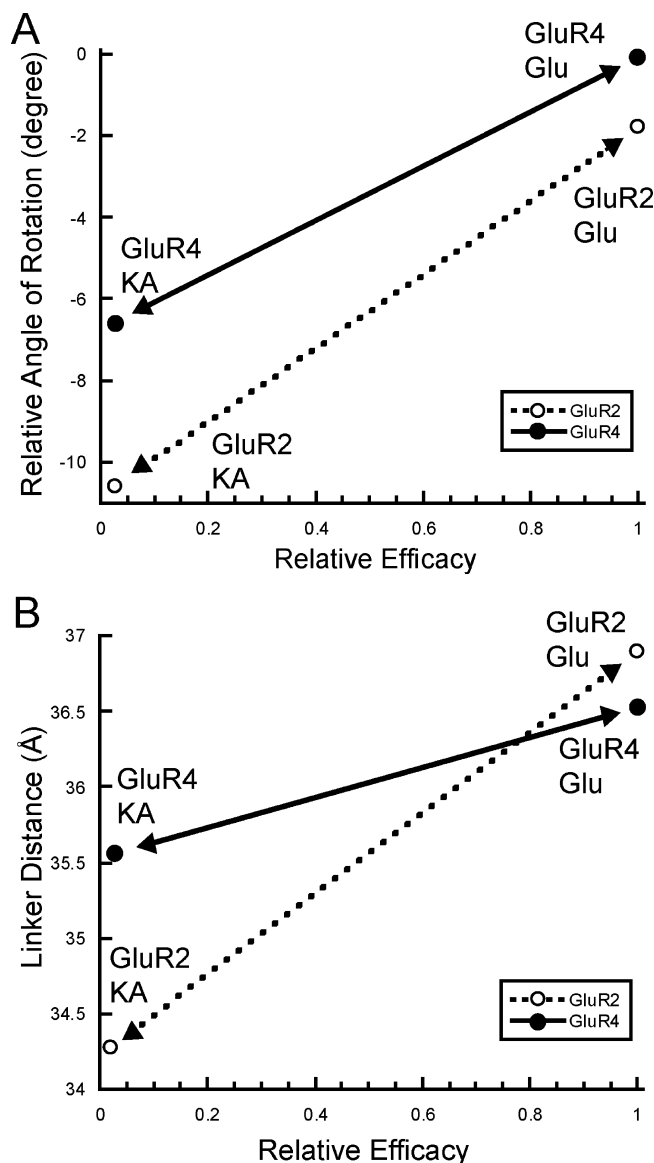 A
Relative Angle of Rotation (degree)
0
-2
-4
-6
-8
-10
GluR4
Glu
GluR2
Glu
GluR4
KA
GluR2
KA
GluR2
GluR4
0
0.2
0.4
0.6
0.8
1
Relative Efficacy
B
Linker Distance (Å)
37
36.5
36
35.5
35
34.5
34
GluR2
Glu
GluR4
Glu
GluR4
KA
GluR2
KA
GluR2
GluR4
0
0.2
0.4
0.6
0.8
1
Relative Efficacy